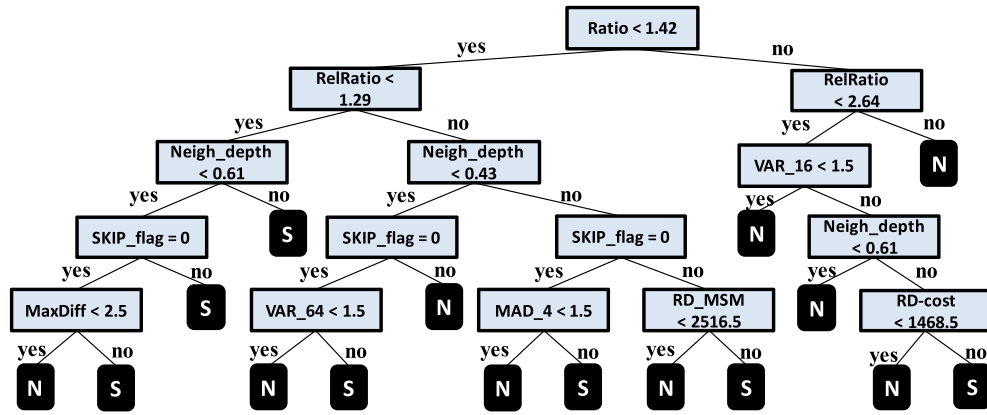 Ratio < 1.42
yes
no
RelRatio <
1.29
RelRatio
< 2.64
yes
no
yes
no
Neigh_depth
< 0.61
Neigh_depth
< 0.43
VAR_16 < 1.5
N
yes
no
yes
no
yes
no
SKIP_flag = 0
S
SKIP_flag = 0
SKIP_flag = 0
N
Neigh_depth
< 0.61
yes
no
yes
no
yes
no
yes
no
MaxDiff < 2.5
S
VAR_64 < 1.5
N
MAD_4 < 1.5
RD_MSM
< 2516.5
N
RD-cost
< 1468.5
yes
no
yes
no
yes
no
yes
no
yes
no
N
S
N
S
N
S
N
S
N
S